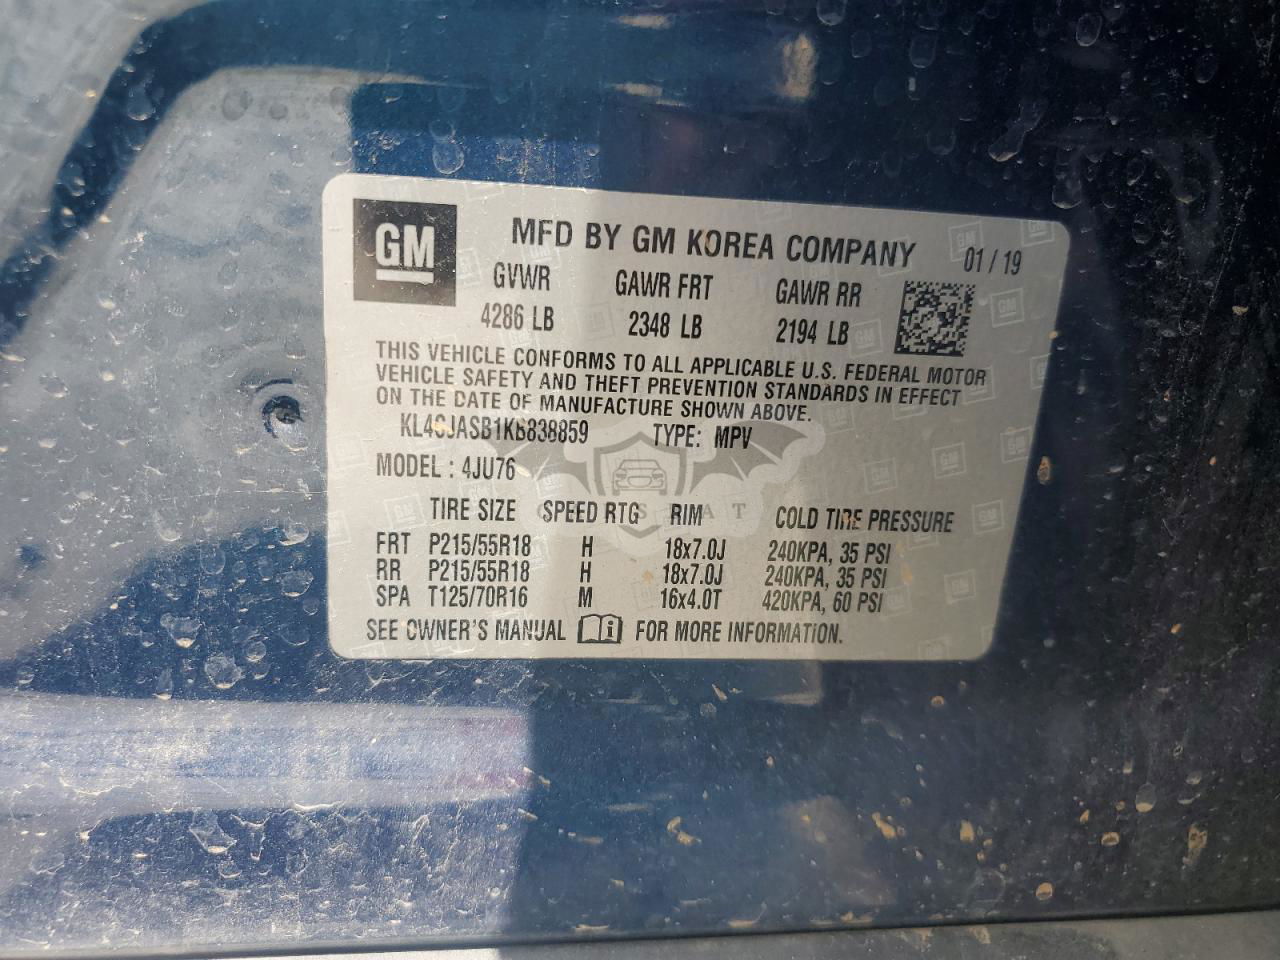 GM
MFD BY GM KOREA COMPANY 01 / 19
GVWR GAWR FRT GAWR RR
4286 LB 2348 LB 2194 LB
THIS VEHICLE CONFORMS TO ALL APPLICABLE U.S. FEDERAL MOTOR
VEHICLE SAFETY AND THEFT PREVENTION STANDARDS IN EFFECT
ON THE DATE OF MANUFACTURE SHOWN ABOVE.
TYPE: MPV
MODEL : 4JU76
TIRE SIZE SPEED RTG RIM COLD TIRE PRESSURE
FRT P215/55R18 H 18x7.0J 240KPA, 35 PSI
RR P215/55R18 H 18x7.0J 240KPA, 35 PSI
SPA T125/70R16 M 16x4.0T 420KPA, 60 PSI
SEE OWNER'S MANUAL FOR MORE INFORMATION.